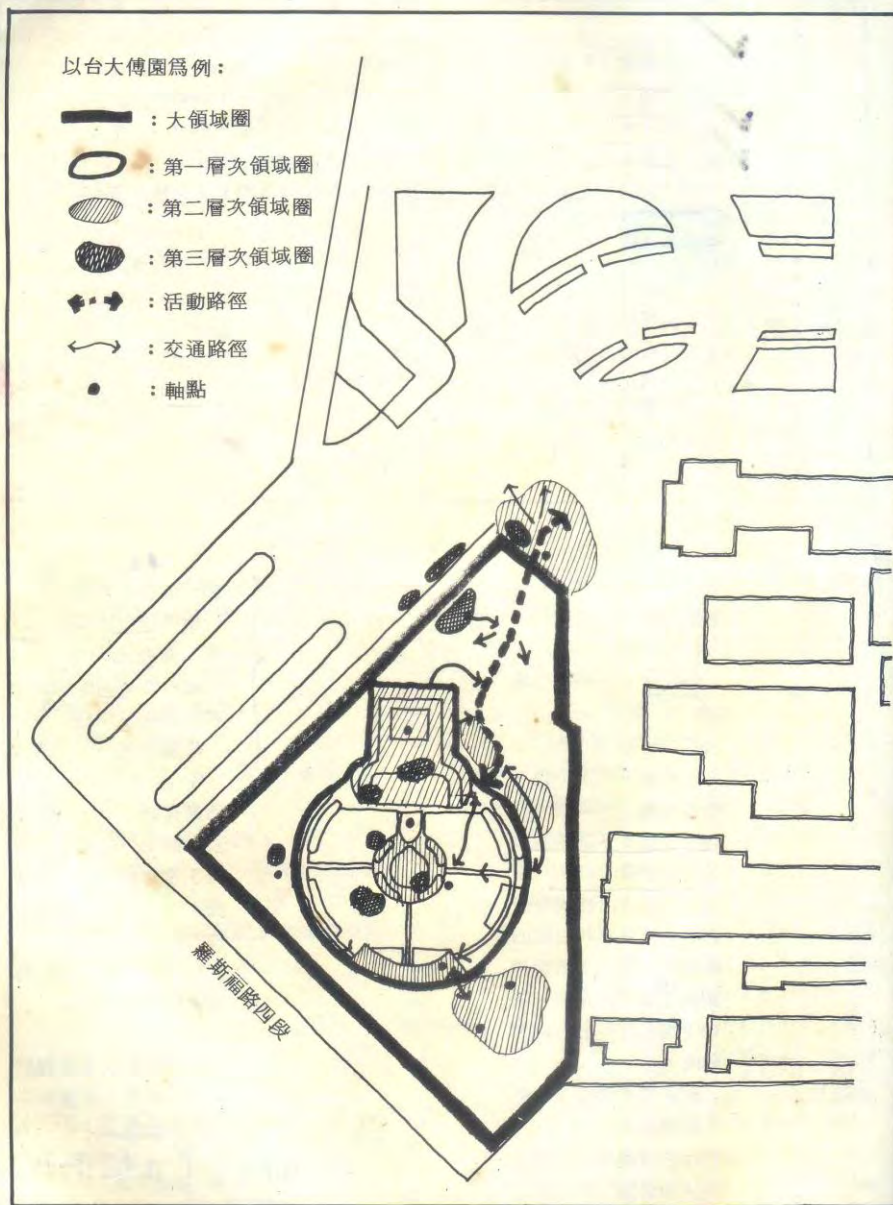 以台大傅園爲例：
：大領域圈
：第一層次領域圈
：第二層次領域圈
：第三層次領域圈
：活動路徑
：交通路徑
：軸點
羅斯福路四段